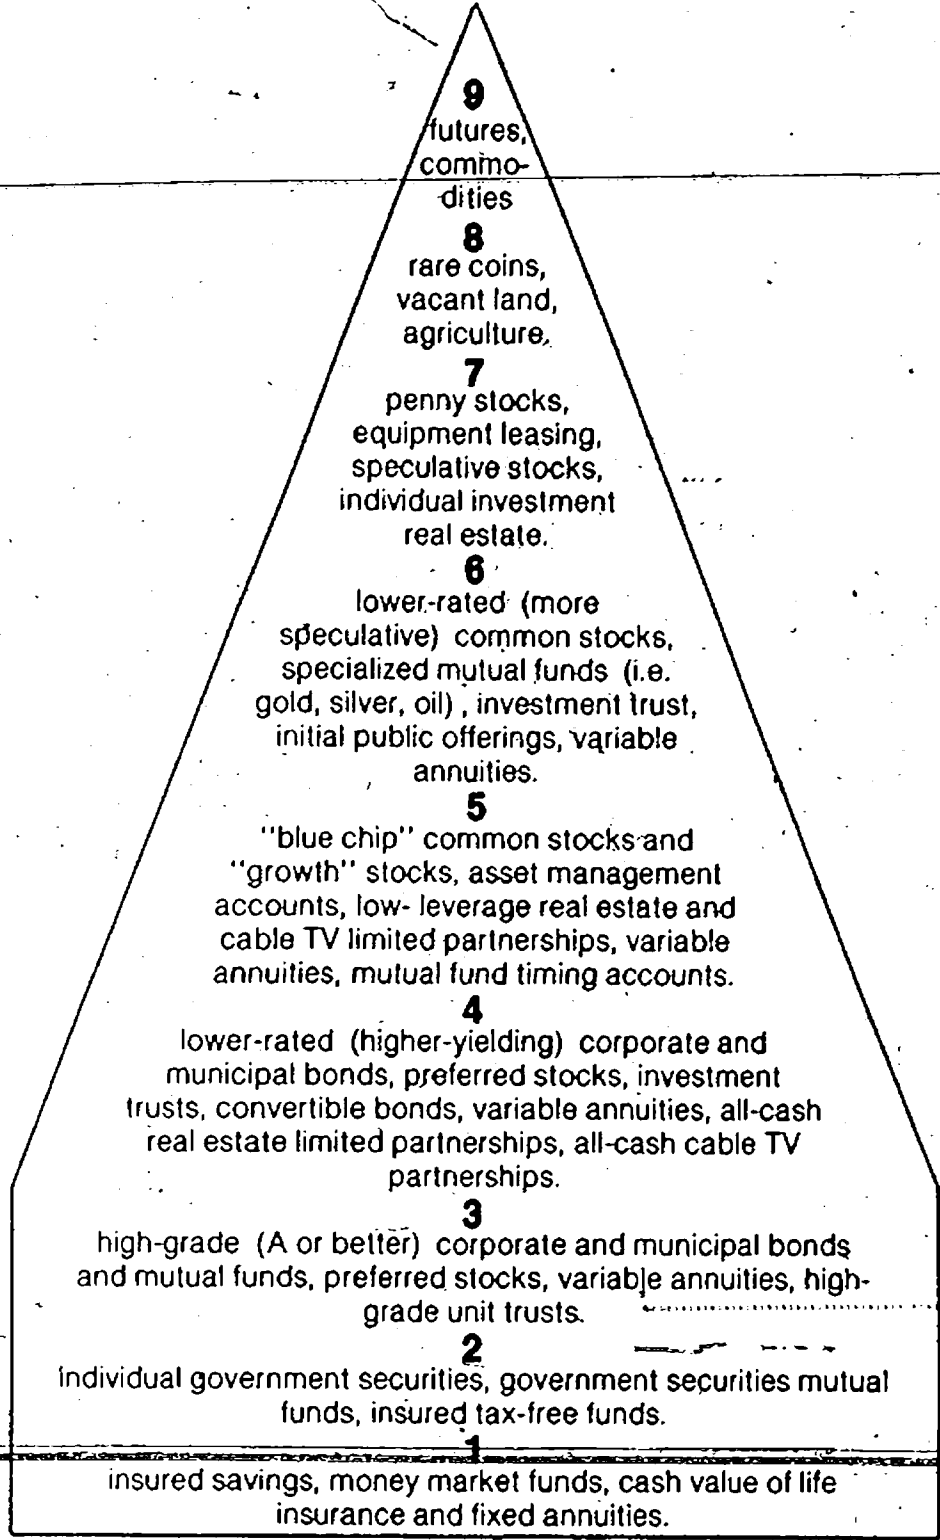 9
futures,
commo-
dities
8
rare coins,
vacant land,
agriculture.
7
penny stocks,
equipment leasing,
speculative stocks,
individual investment
real estate.
6
lower-rated (more
speculative) common stocks,
specialized mutual funds (i.e.
gold, silver, oil) , investment trust,
initial public offerings, variable
annuities.
5
"blue chip" common stocks and
"growth" stocks, asset management
accounts, low- leverage real estate and
cable TV limited partnerships, variable
annuities, mutual fund timing accounts.
4
lower-rated (higher-yielding) corporate and
municipal bonds, preferred stocks, investment
trusts, convertible bonds, variable annuities, all-cash
real estate limited partnerships, all-cash cable TV
partnerships.
3
high-grade (A or better) corporate and municipal bonds
and mutual funds, preferred stocks, variable annuities, high-
grade unit trusts.
2
individual government securities, government securities mutual
funds, insured tax-free funds.
1
insured savings, money market funds, cash value of life
insurance and fixed annuities.